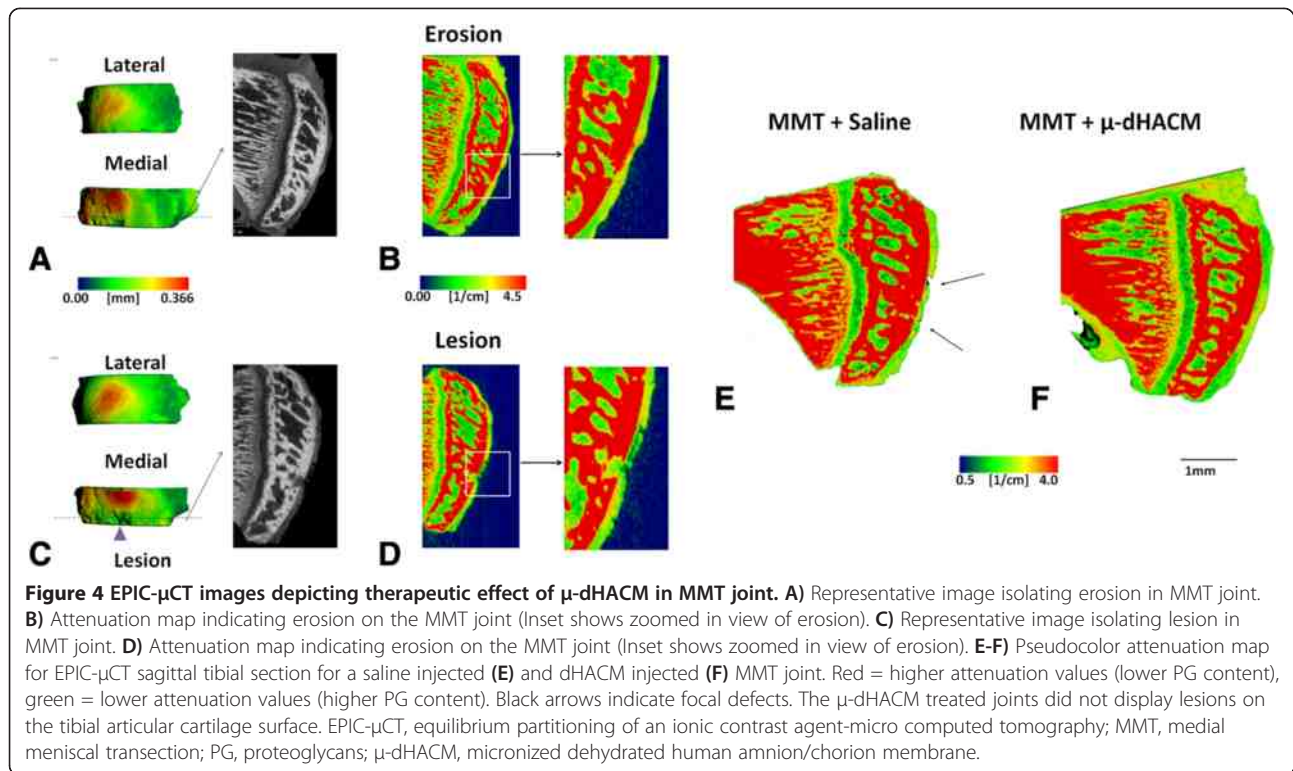 Lateral
Medial
A
0.00 [mm] 0.366
Erosion
B
0.00 [1/cm] 4.5
Lateral
Medial
C
Lesion
Lesion
D
MMT + Saline
MMT + μ-dHACM
E
F
0.5 [1/cm] 4.0
1mm
Figure 4 EPIC-μCT images depicting therapeutic effect of μ-dHACM in MMT joint. A) Representative image isolating erosion in MMT joint.
B) Attenuation map indicating erosion on the MMT joint (Inset shows zoomed in view of erosion). C) Representative image isolating lesion in
MMT joint. D) Attenuation map indicating erosion on the MMT joint (Inset shows zoomed in view of erosion). E-F) Pseudocolor attenuation map
for EPIC-μCT sagittal tibial section for a saline injected (E) and dHACM injected (F) MMT joint. Red = higher attenuation values (lower PG content),
green = lower attenuation values (higher PG content). Black arrows indicate focal defects. The μ-dHACM treated joints did not display lesions on
the tibial articular cartilage surface. EPIC-μCT, equilibrium partitioning of an ionic contrast agent-micro computed tomography; MMT, medial
meniscal transection; PG, proteoglycans; μ-dHACM, micronized dehydrated human amnion/chorion membrane.